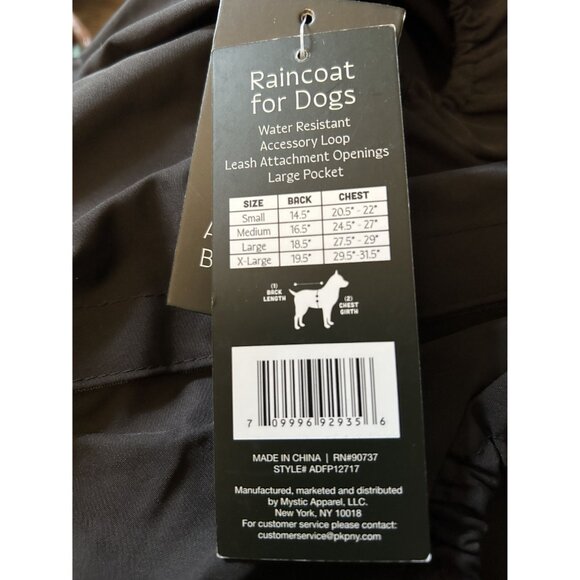 Raincoat
for Dogs
Water Resistant
Accessory Loop
Leash Attachment Openings
Large Pocket
SIZE BACK CHEST
Small 14.5" 20.5" - 22"
Medium 16.5" 24.5" - 27"
Large 18.5" 27.5" - 29"
X-Large 19.5" 29.5"-31.5"
(1)
BACK
LENGTH
(2)
CHEST
GIRTH
7 09996 92935 6
MADE IN CHINA | RN#90737
STYLE# ADFP12717
Manufactured, marketed and distributed
by Mystic Apparel, LLC.
New York, NY 10018
For customer service please contact:
customerservice@pkpny.com
A
B